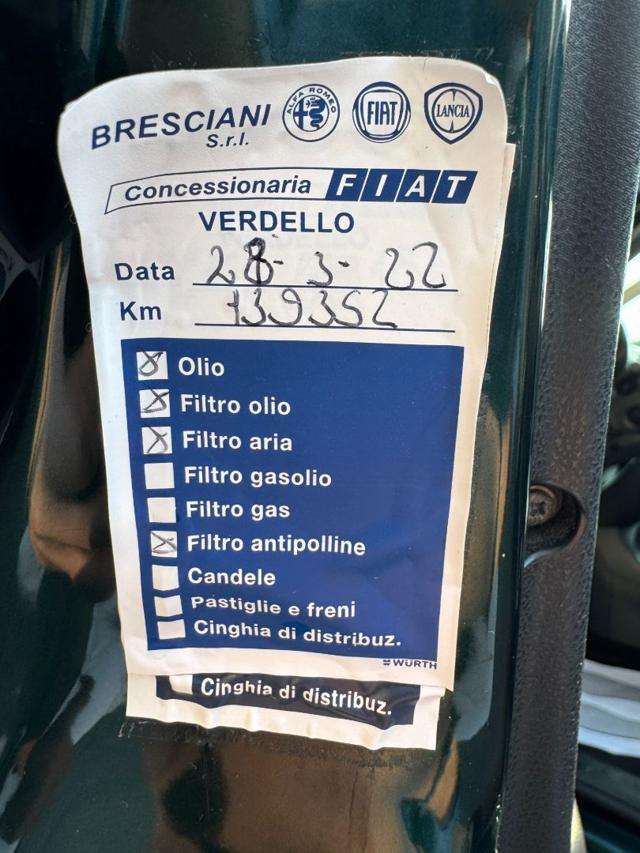 BRESCIANI
S.r.l.
ALFA ROMEO
FIAT
LANCIA
Concessionaria FIAT
VERDELLO
Data 28-3-22
Km 139352
Olio
Filtro olio
Filtro aria
Filtro gasolio
Filtro gas
Filtro antipolline
Candele
Pastiglie e freni
Cinghia di distribuz.
WÜRTH
Cinghia di distribuz.